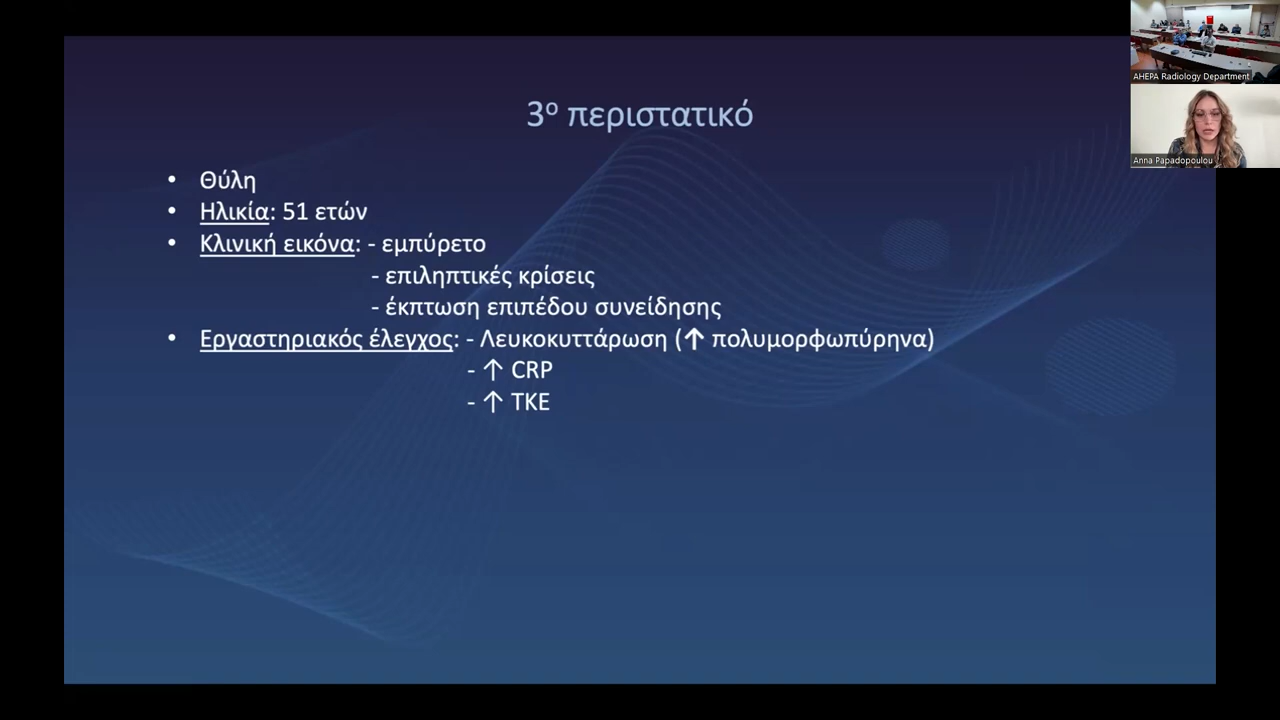 3ο περιστατικό
• Θύλη
• Ηλικία: 51 ετών
• Κλινική εικόνα: - εμπύρετο
- επιληπτικές κρίσεις
- έκπτωση επιπέδου συνείδησης
• Εργαστηριακός έλεγχος: - Λευκοκυττάρωση (↑ πολυμορφωπύρηνα)
- ↑ CRP
- ↑ ΤΚΕ
AHEPA Radiology Department
Anna Papadopoulou